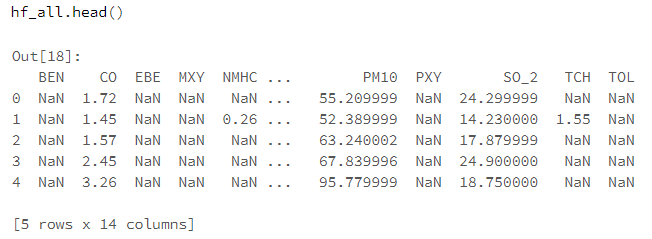 hf_all.head()
Out[18]:
BEN CO EBE MXY NMHC ... PM10 PXY SO_2 TCH TOL
0 NaN 1.72 NaN NaN NaN ... 55.209999 NaN 24.299999 NaN NaN
1 NaN 1.45 NaN NaN 0.26 ... 52.389999 NaN 14.230000 1.55 NaN
2 NaN 1.57 NaN NaN NaN ... 63.240002 NaN 17.879999 NaN NaN
3 NaN 2.45 NaN NaN NaN ... 67.839996 NaN 24.900000 NaN NaN
4 NaN 3.26 NaN NaN NaN ... 95.779999 NaN 18.750000 NaN NaN
[5 rows x 14 columns]